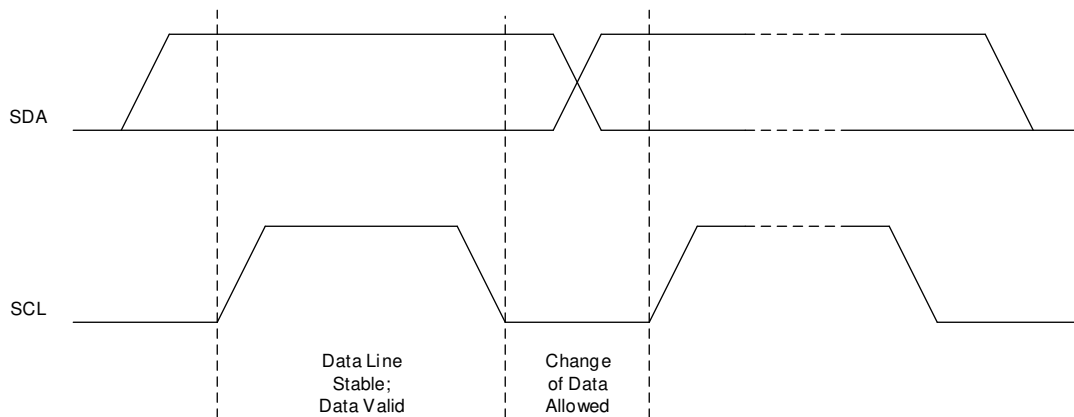 SDA
SCL
Data Line
Stable;
Data Valid
Change
of Data
Allowed